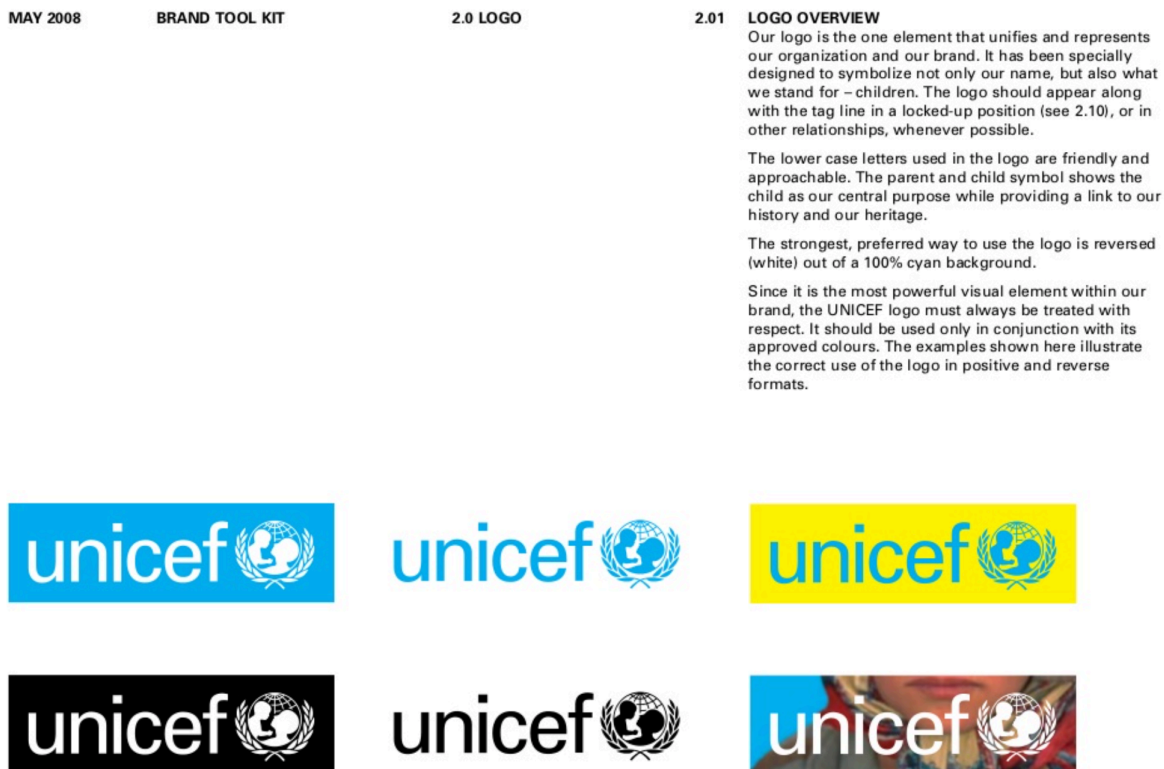 MAY 2008 BRAND TOOL KIT 2.0 LOGO 2.01 LOGO OVERVIEW
Our logo is the one element that unifies and represents
our organization and our brand. It has been specially
designed to symbolize not only our name, but also what
we stand for – children. The logo should appear along
with the tag line in a locked-up position (see 2.10), or in
other relationships, whenever possible.
The lower case letters used in the logo are friendly and
approachable. The parent and child symbol shows the
child as our central purpose while providing a link to our
history and our heritage.
The strongest, preferred way to use the logo is reversed
(white) out of a 100% cyan background.
Since it is the most powerful visual element within our
brand, the UNICEF logo must always be treated with
respect. It should be used only in conjunction with its
approved colours. The examples shown here illustrate
the correct use of the logo in positive and reverse
formats.
unicef unicef unicef
unicef unicef unicef